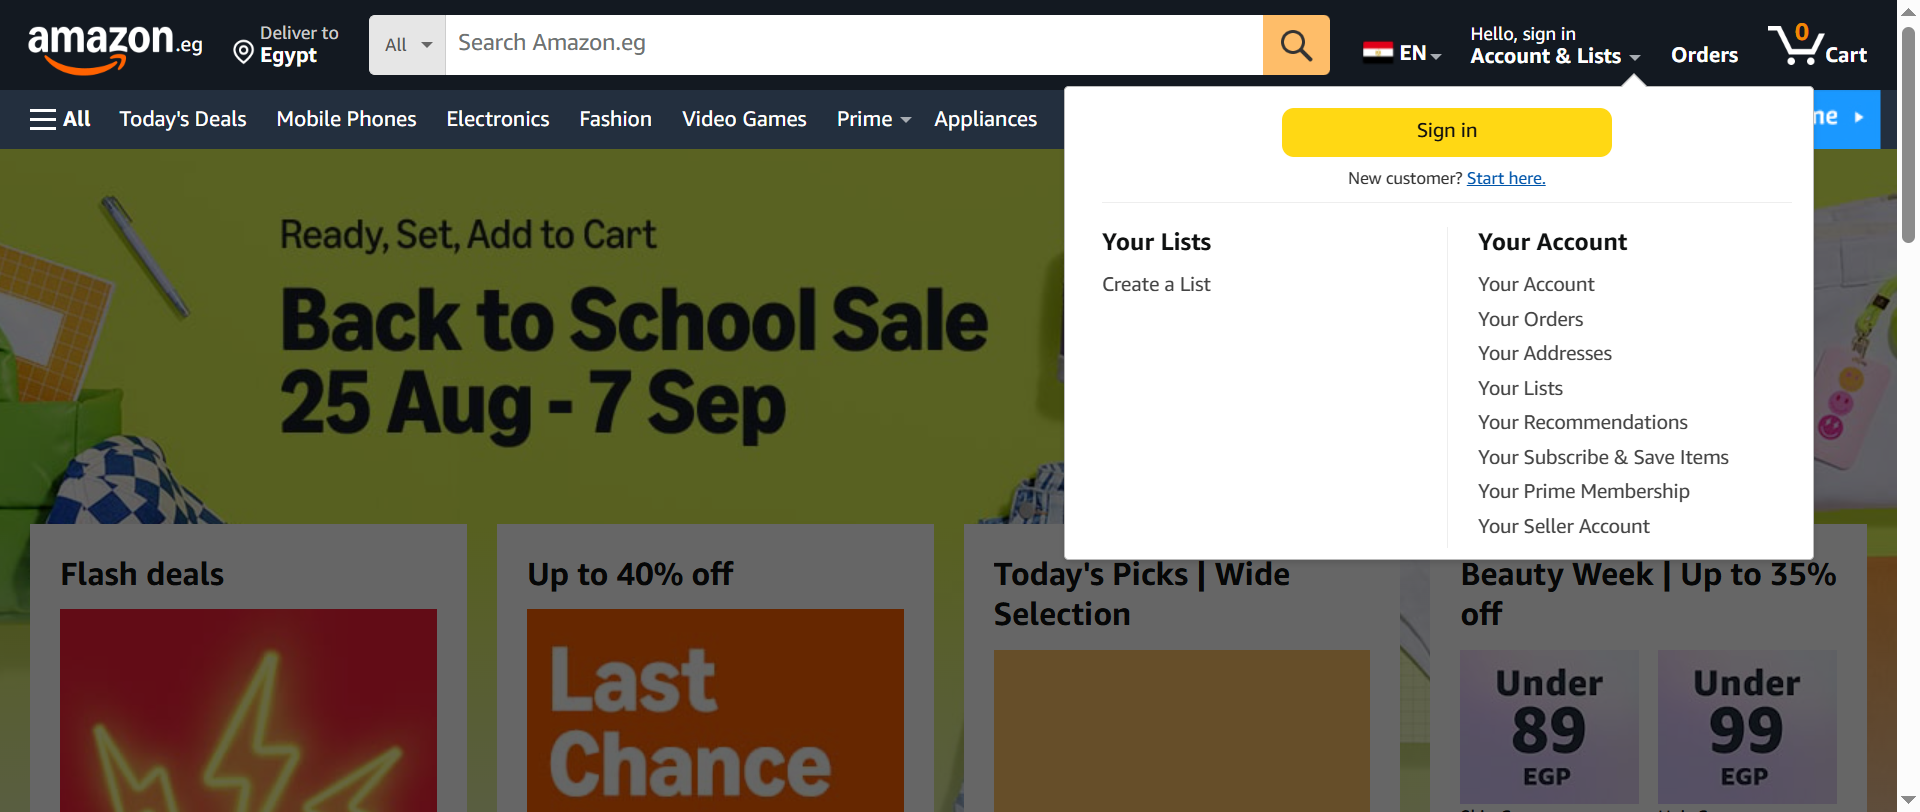 amazon.eg
Deliver to
Egypt
All
Search Amazon.eg
EN
Hello, sign in
Account & Lists
Orders
0
Cart
All
Today's Deals
Mobile Phones
Electronics
Fashion
Video Games
Prime
Appliances
Sign in
New customer? Start here.
Your Lists
Create a List
Your Account
Your Account
Your Orders
Your Addresses
Your Lists
Your Recommendations
Your Subscribe & Save Items
Your Prime Membership
Your Seller Account
Ready, Set, Add to Cart
Back to School Sale
25 Aug - 7 Sep
Flash deals
Up to 40% off
Last
Chance
Today's Picks | Wide
Selection
Beauty Week | Up to 35%
off
Under
89
EGP
Under
99
EGP